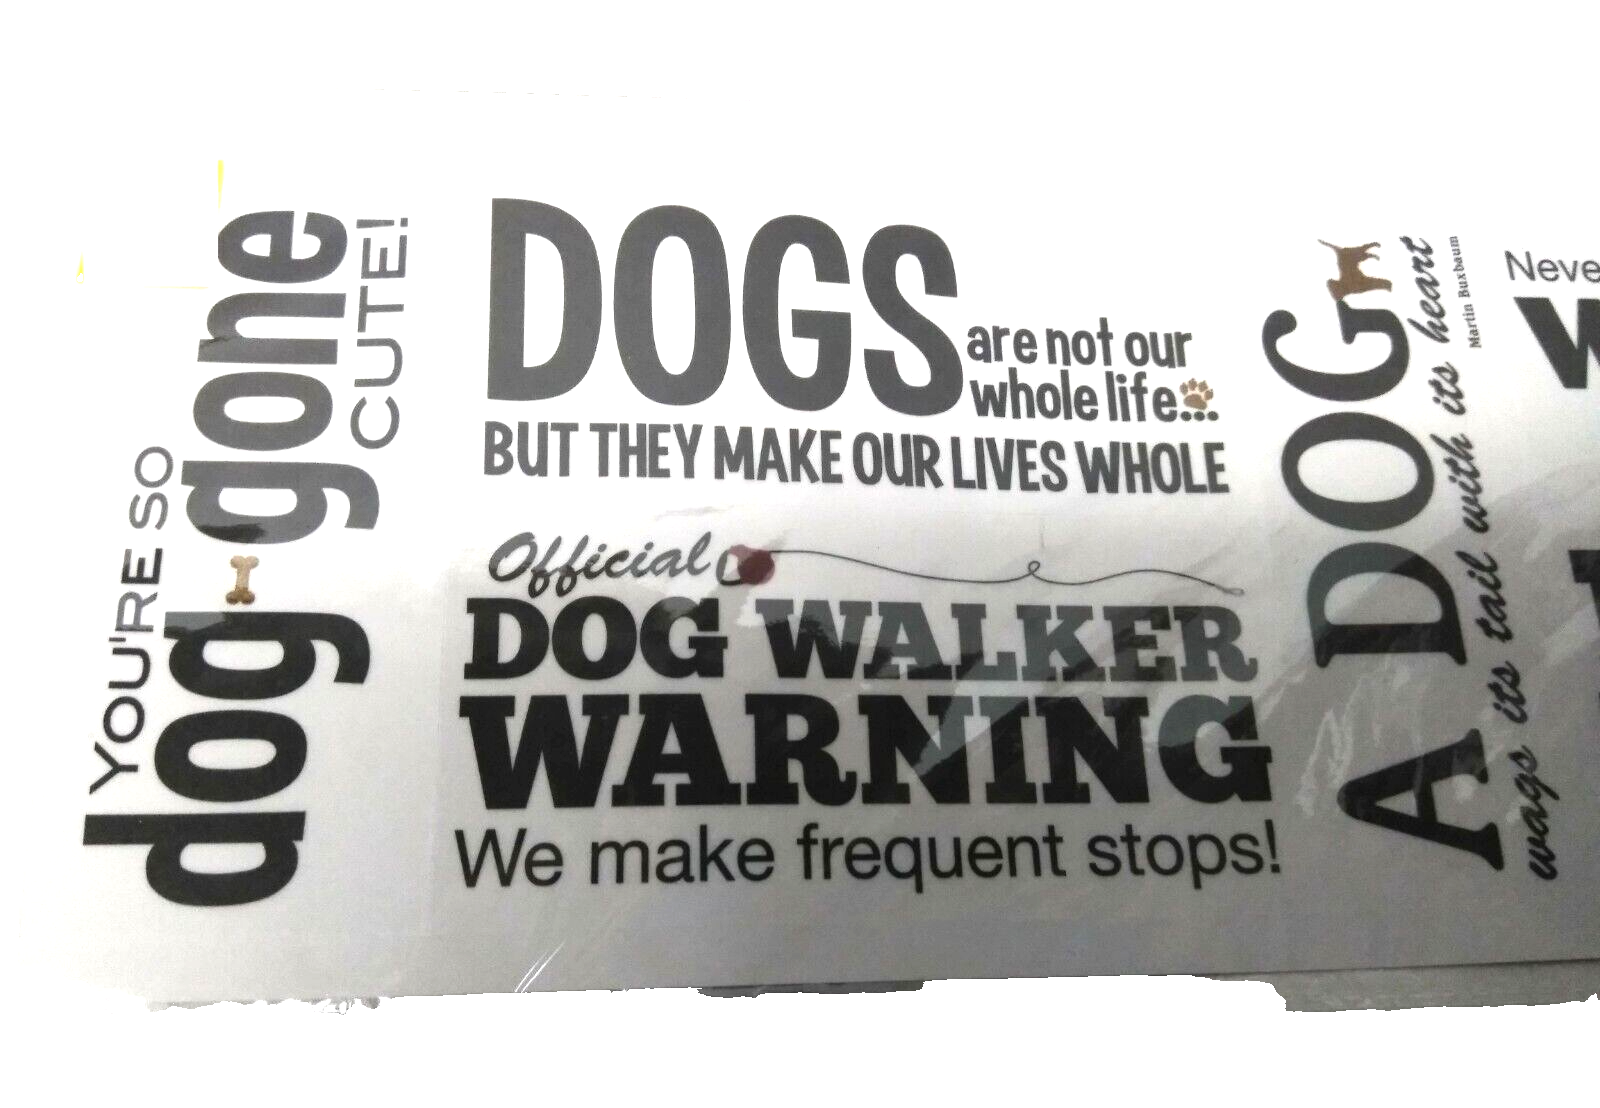 YOU'RE SO
dog gone
CUTE!
DOGS
are not our
whole life...
BUT THEY MAKE OUR LIVES WHOLE
Official
DOG WALKER
WARNING
We make frequent stops!
A DOG
wags its tail with its heart
Martin Buxbaum